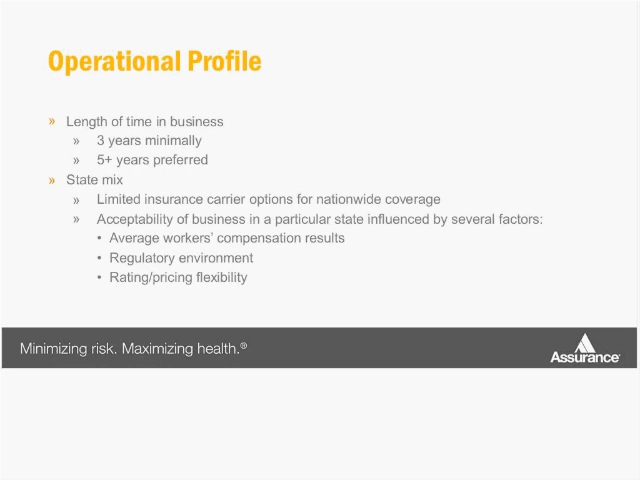 Operational Profile
» Length of time in business
» 3 years minimally
» 5+ years preferred
» State mix
» Limited insurance carrier options for nationwide coverage
» Acceptability of business in a particular state influenced by several factors:
• Average workers’ compensation results
• Regulatory environment
• Rating/pricing flexibility
Minimizing risk. Maximizing health.®
Assurance